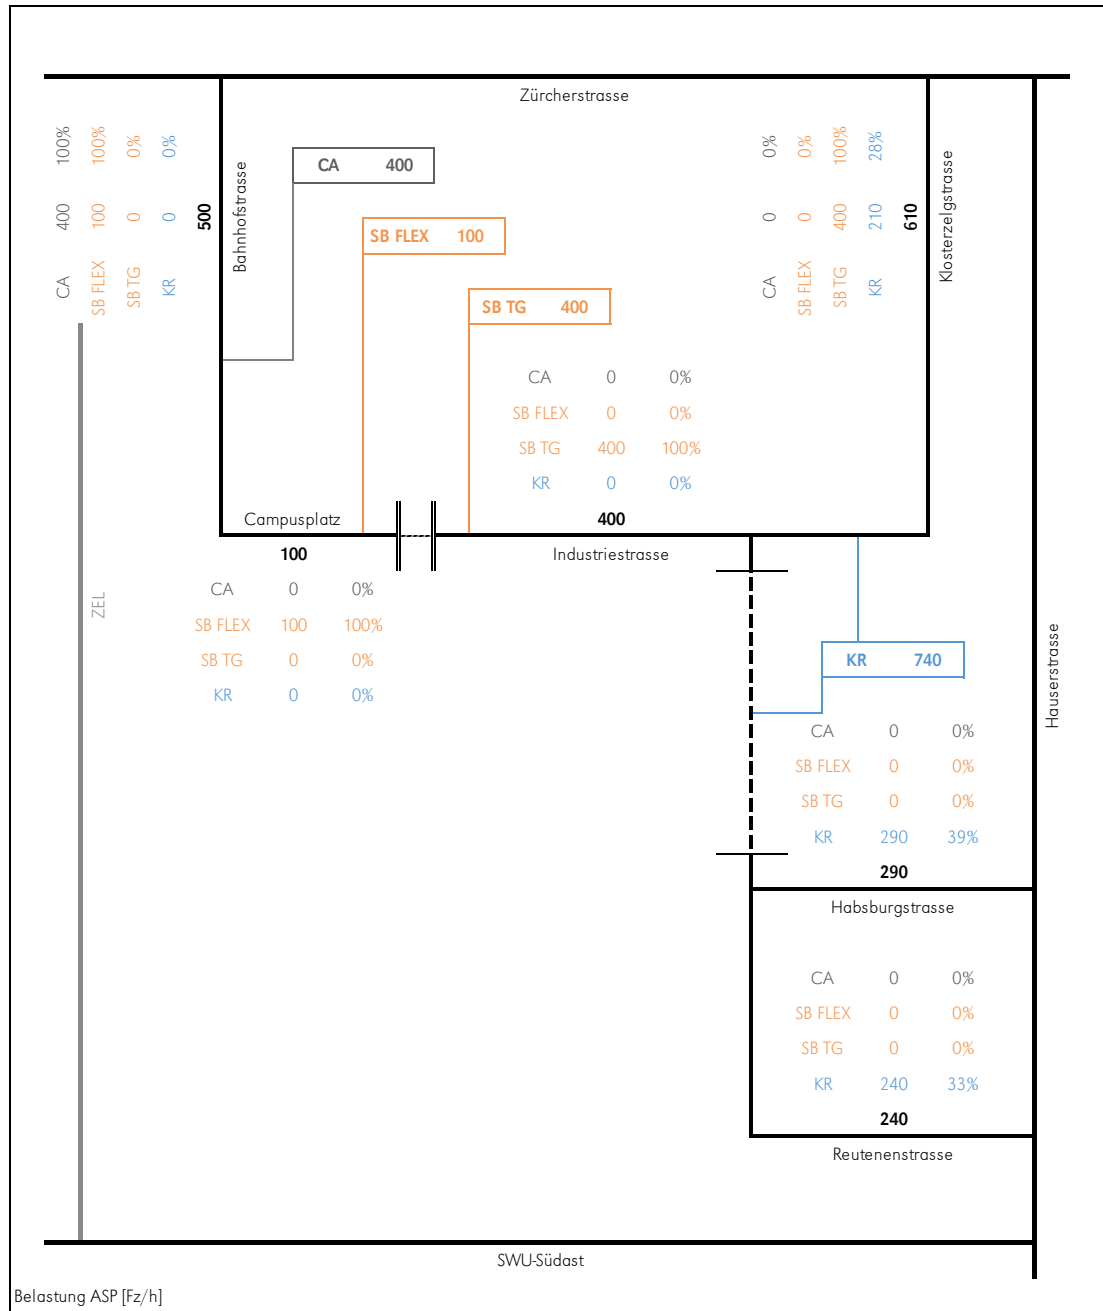 Zürcherstrasse
100% 100% 0% 0%
400 100 0 0 500
CA SB FLEX SB TG KR
Bahnhofstrasse
CA 400
SB FLEX 100
SB TG 400
0% 0% 100% 28%
0 0 400 210 610
CA SB FLEX SB TG KR
Klosterzelgstrasse
CA 0 0%
SB FLEX 0 0%
SB TG 400 100%
KR 0 0%
400
Industriestrasse
Campusplatz
100
CA 0 0%
SB FLEX 100 100%
SB TG 0 0%
KR 0 0%
ZEL
KR 740
Hauserstrasse
CA 0 0%
SB FLEX 0 0%
SB TG 0 0%
KR 290 39%
290
Habsburgstrasse
CA 0 0%
SB FLEX 0 0%
SB TG 0 0%
KR 240 33%
240
Reutenenstrasse
SWU-Südast
Belastung ASP [Fz/h]